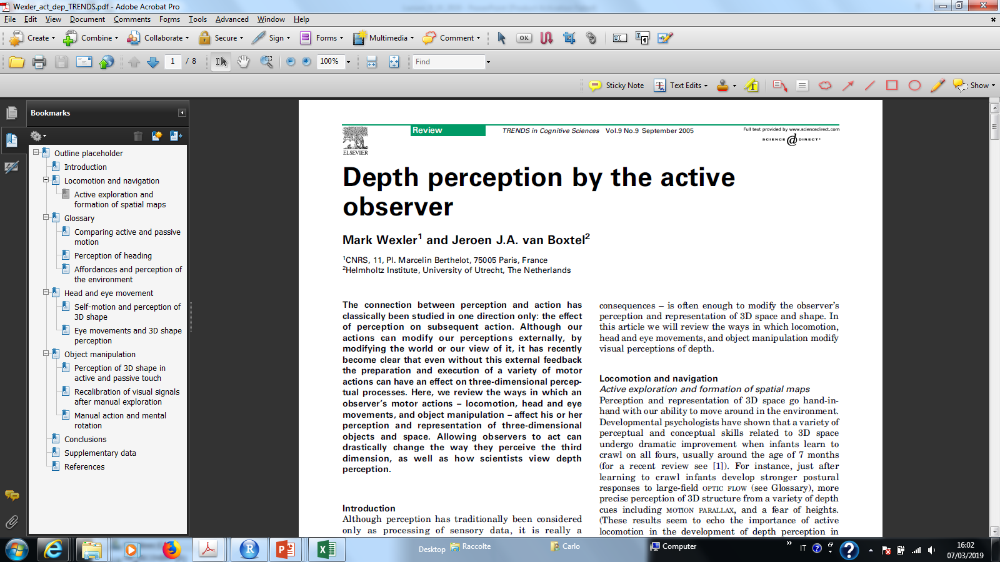 Wexler_act_dep_TRENDS.pdf - Adobe Acrobat Pro
File Edit View Document Comments Forms Tools Advanced Window Help
Create Combine Collaborate Secure Sign Forms Multimedia Comment OK
1 / 8 100% Find
Sticky Note Text Edits Show
Bookmarks
Outline placeholder
Introduction
Locomotion and navigation
Active exploration and
formation of spatial maps
Glossary
Comparing active and passive
motion
Perception of heading
Affordances and perception of
the environment
Head and eye movement
Self-motion and perception of
3D shape
Eye movements and 3D shape
perception
Object manipulation
Perception of 3D shape in
active and passive touch
Recalibration of visual signals
after manual exploration
Manual action and mental
rotation
Conclusions
Supplementary data
References
ELSEVIER
Review
TRENDS in Cognitive Sciences Vol.9 No.9 September 2005
Full text provided by www.sciencedirect.com
SCIENCE @ DIRECT®
Depth perception by the active
observer
Mark Wexler1 and Jeroen J.A. van Boxtel2
1CNRS, 11, Pl. Marcelin Berthelot, 75005 Paris, France
2Helmholtz Institute, University of Utrecht, The Netherlands
The connection between perception and action has
classically been studied in one direction only: the effect
of perception on subsequent action. Although our
actions can modify our perceptions externally, by
modifying the world or our view of it, it has recently
become clear that even without this external feedback
the preparation and execution of a variety of motor
actions can have an effect on three-dimensional percep-
tual processes. Here, we review the ways in which an
observer's motor actions – locomotion, head and eye
movements, and object manipulation – affect his or her
perception and representation of three-dimensional
objects and space. Allowing observers to act can
drastically change the way they perceive the third
dimension, as well as how scientists view depth
perception.
Introduction
Although perception has traditionally been considered
only as processing of sensory data, it is really a
consequences – is often enough to modify the observer's
perception and representation of 3D space and shape. In
this article we will review the ways in which locomotion,
head and eye movements, and object manipulation modify
visual perceptions of depth.
Locomotion and navigation
Active exploration and formation of spatial maps
Perception and representation of 3D space go hand-in-
hand with our ability to move around in the environment.
Developmental psychologists have shown that a variety of
perceptual and conceptual skills related to 3D space
undergo dramatic improvement when infants learn to
crawl on all fours, usually around the age of 7 months
(for a recent review see [1]). For instance, just after
learning to crawl infants develop stronger postural
responses to large-field OPTIC FLOW (see Glossary), more
precise perception of 3D structure from a variety of depth
cues including MOTION PARALLAX, and a fear of heights.
(These results seem to echo the importance of active
locomotion in the development of depth perception in
Desktop Raccolte Carlo Computer » IT
16:02
07/03/2019